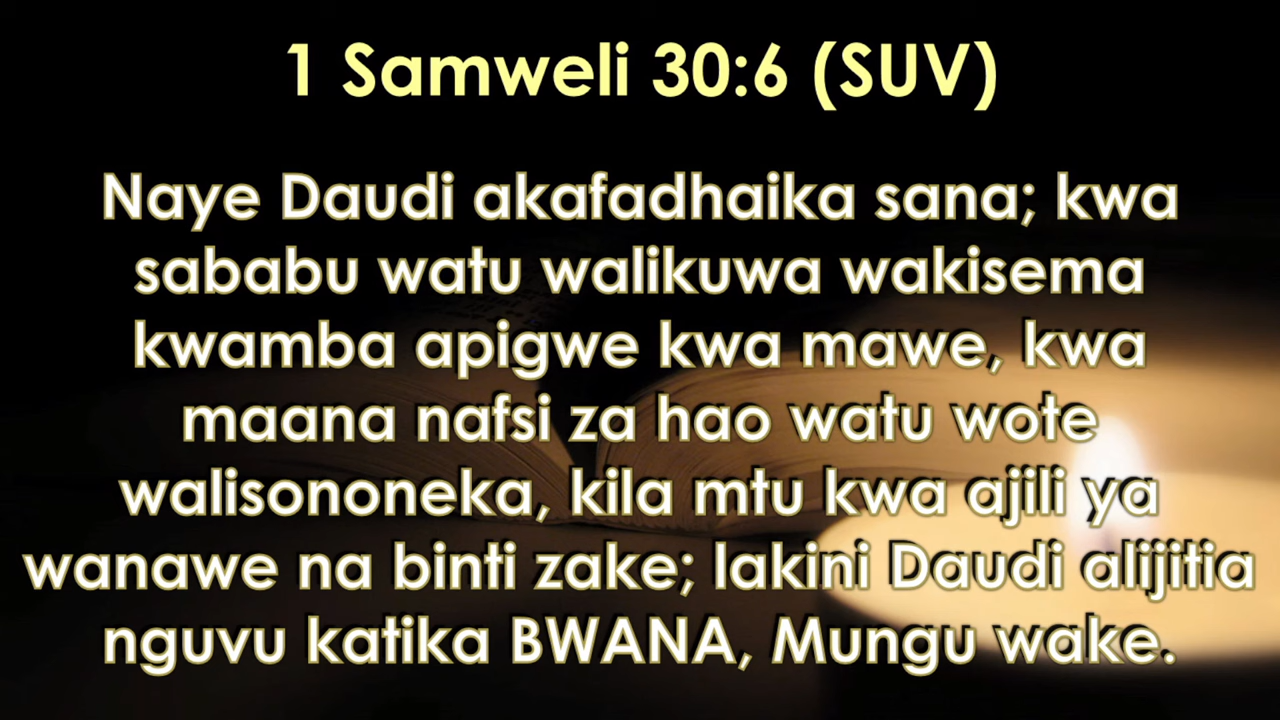 1 Samweli 30:6 (SUV)
Naye Daudi akafadhaika sana; kwa
sababu watu walikuwa wakisema
kwamba apigwe kwa mawe, kwa
maana nafsi za hao watu wote
walisononeka, kila mtu kwa ajili ya
wanawe na binti zake; lakini Daudi alijitia
nguvu katika BWANA, Mungu wake.